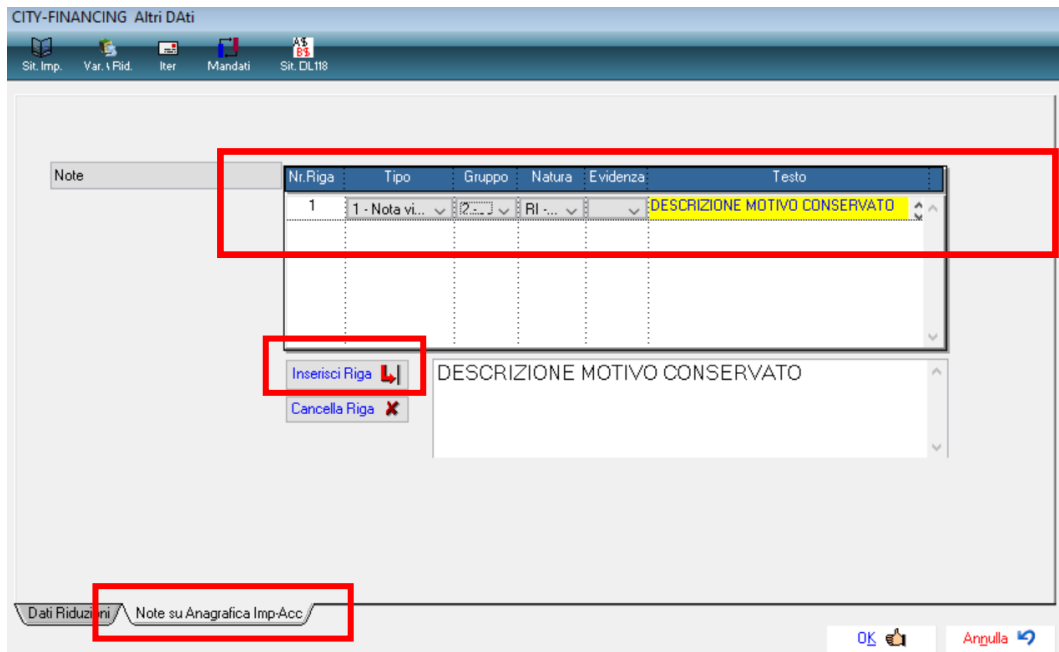 CITY-FINANCING Altri DAti
Sit. Imp. Var. \ Rid. Iter Mandati Sit. DL118
Note
Nr.Riga Tipo Gruppo Natura Evidenza Testo
1 1 - Nota vi... 2 -... RI -... DESCRIZIONE MOTIVO CONSERVATO
Inserisci Riga
DESCRIZIONE MOTIVO CONSERVATO
Cancella Riga
Dati Riduzioni Note su Anagrafica Imp-Acc
OK Annulla